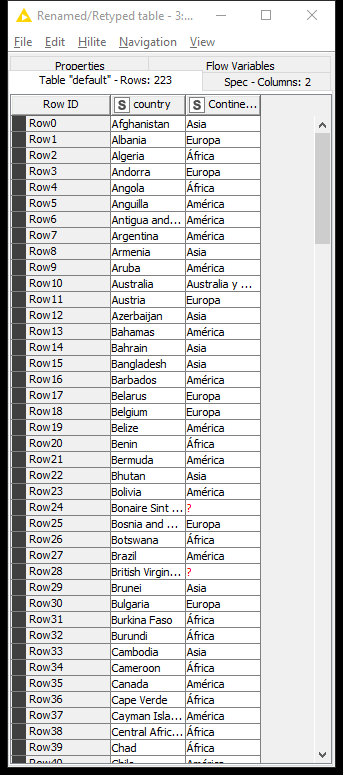 Renamed/Retyped table - 3:...
File Edit Hilite Navigation View
Properties Flow Variables
Table "default" - Rows: 223 Spec - Columns: 2
Row ID S country S Contine...
Row0 Afghanistan Asia
Row1 Albania Europa
Row2 Algeria África
Row3 Andorra Europa
Row4 Angola África
Row5 Anguilla América
Row6 Antigua and... América
Row7 Argentina América
Row8 Armenia Asia
Row9 Aruba América
Row10 Australia Australia y ...
Row11 Austria Europa
Row12 Azerbaijan Asia
Row13 Bahamas América
Row14 Bahrain Asia
Row15 Bangladesh Asia
Row16 Barbados América
Row17 Belarus Europa
Row18 Belgium Europa
Row19 Belize América
Row20 Benin África
Row21 Bermuda América
Row22 Bhutan Asia
Row23 Bolivia América
Row24 Bonaire Sint ... ?
Row25 Bosnia and ... Europa
Row26 Botswana África
Row27 Brazil América
Row28 British Virgin... ?
Row29 Brunei Asia
Row30 Bulgaria Europa
Row31 Burkina Faso África
Row32 Burundi África
Row33 Cambodia Asia
Row34 Cameroon África
Row35 Canada América
Row36 Cape Verde África
Row37 Cayman Isla... América
Row38 Central Afric... África
Row39 Chad África
Row40 Chile América